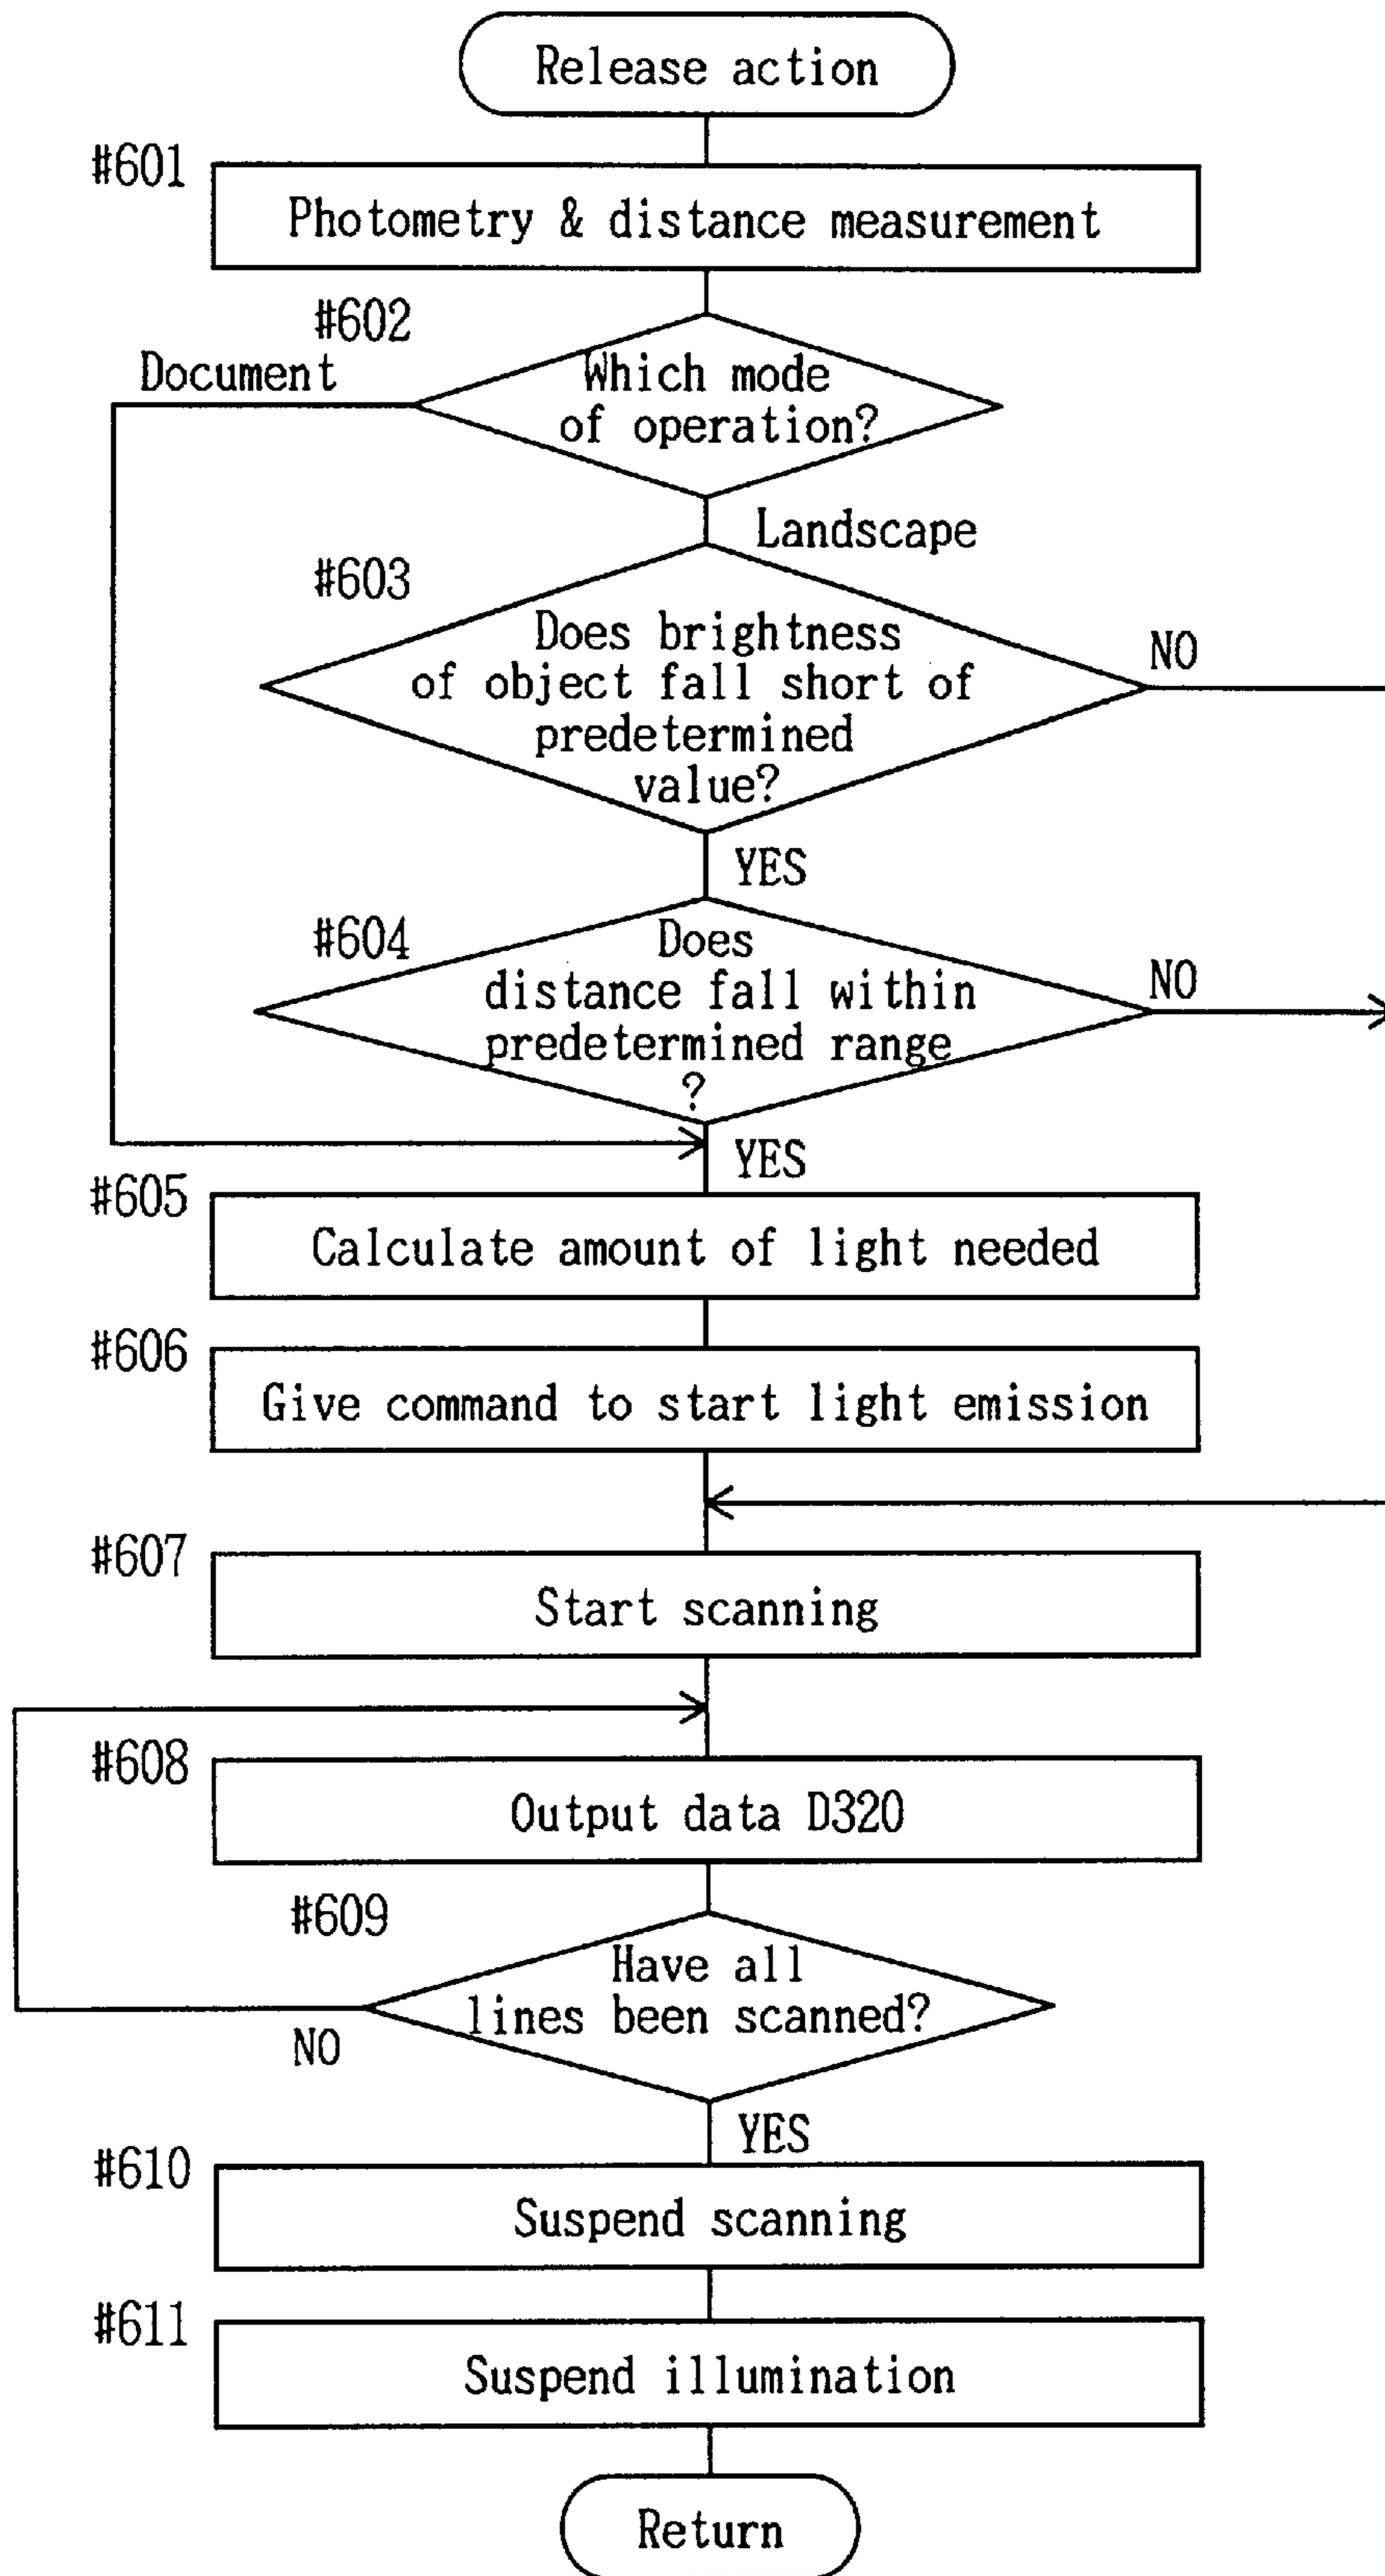 Release action
#601
Photometry & distance measurement
#602
Document
Which mode
of operation?
Landscape
#603
Does brightness
of object fall short of
predetermined
value?
NO
YES
#604
Does
distance fall within
predetermined range
?
NO
YES
#605
Calculate amount of light needed
#606
Give command to start light emission
#607
Start scanning
#608
Output data D320
#609
Have all
lines been scanned?
NO
YES
#610
Suspend scanning
#611
Suspend illumination
Return